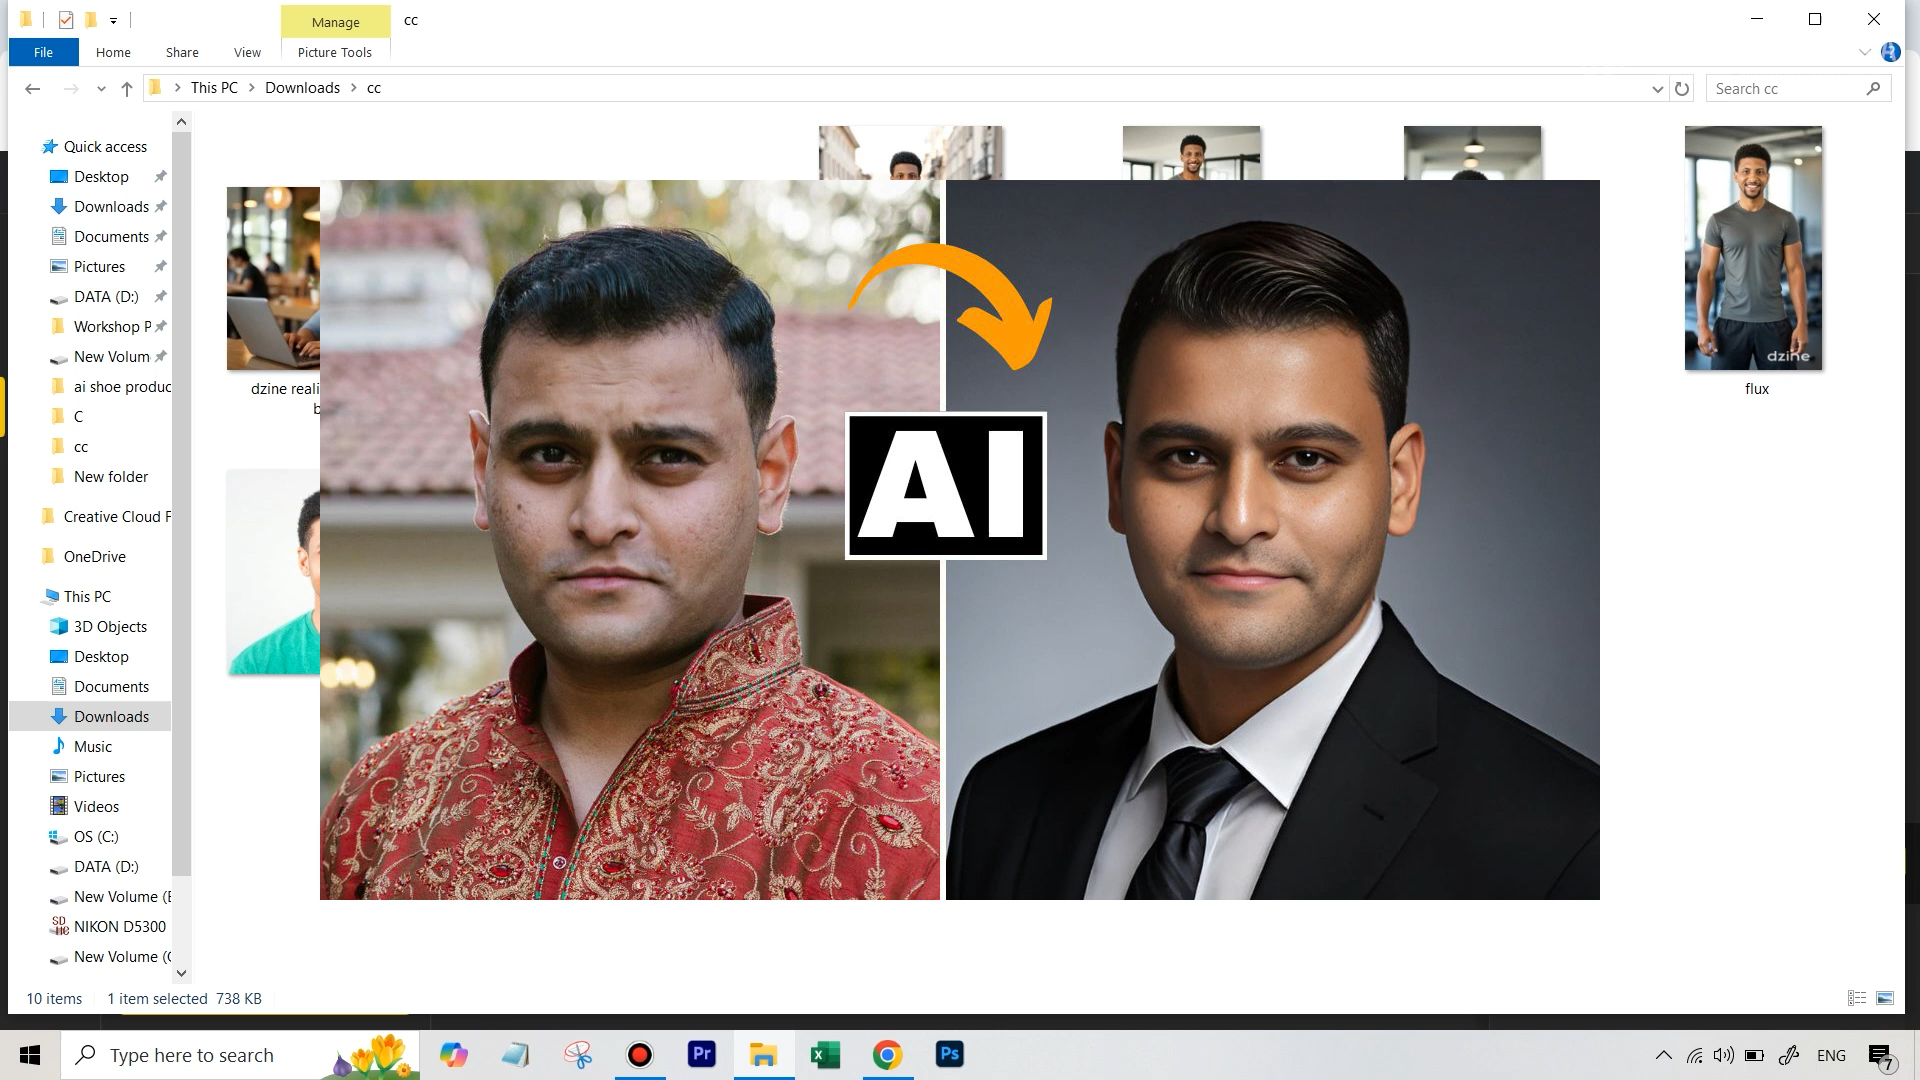 Manage
cc
File
Home
Share
View
Picture Tools
This PC
Downloads
cc
Search cc
Quick access
Desktop
Downloads
Documents
Pictures
DATA (D:)
Workshop P
New Volum
ai shoe produc
C
cc
New folder
Creative Cloud F
OneDrive
This PC
3D Objects
Desktop
Documents
Downloads
Music
Pictures
Videos
OS (C:)
DATA (D:)
New Volume (E
NIKON D5300
New Volume (
dzine reali
b
AI
dzine
flux
10 items
1 item selected 738 KB
Type here to search
Pr
Ps
ENG
7